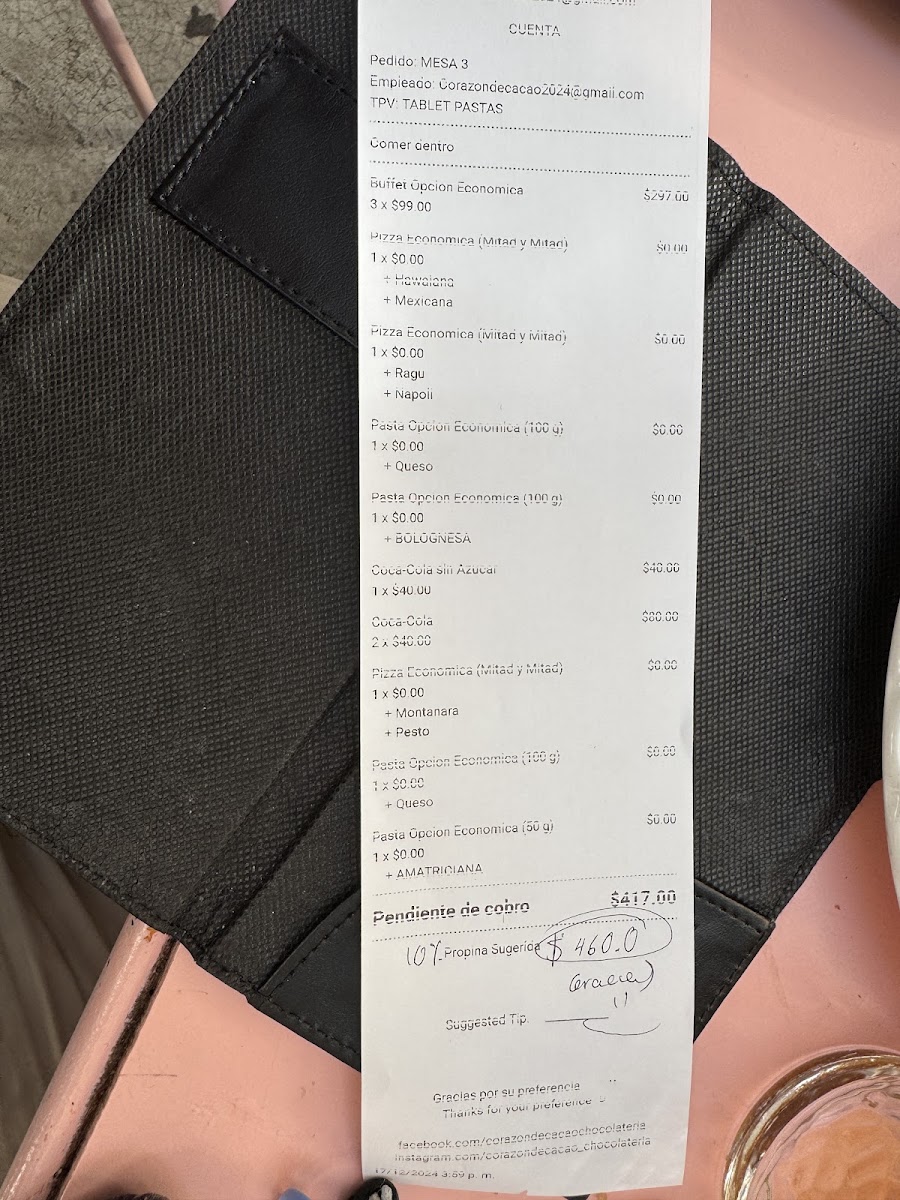 CUENTA
Pedido: MESA 3
Empleado: Corazondecacao2024@gmail.com
TPV: TABLET PASTAS
Comer dentro
Buffet Opcion Economica $297.00
3 x $99.00
Pizza Economica (Mitad y Mitad) $0.00
1 x $0.00
+ Hawaiana
+ Mexicana
Pizza Economica (Mitad y Mitad) $0.00
1 x $0.00
+ Ragu
+ Napoli
Pasta Opcion Economica (100 g) $0.00
1 x $0.00
+ Queso
Pasta Opcion Economica (100 g) $0.00
1 x $0.00
+ BOLOGNESA
Coca-Cola sin Azucar $40.00
1 x $40.00
Coca-Cola $80.00
2 x $40.00
Pizza Economica (Mitad y Mitad) $0.00
1 x $0.00
+ Montanara
+ Pesto
Pasta Opcion Economica (100 g) $0.00
1 x $0.00
+ Queso
Pasta Opcion Economica (50 g) $0.00
1 x $0.00
+ AMATRICIANA
Pendiente de cobro $417.00
10% Propina Sugerida $ 460.0
Gracias
Suggested Tip:
Gracias por su preferencia
Thanks for your preference
facebook.com/corazondecacaochocolateria
instagram.com/corazondecacao_chocolateria
17/12/2024 3:59 p. m.